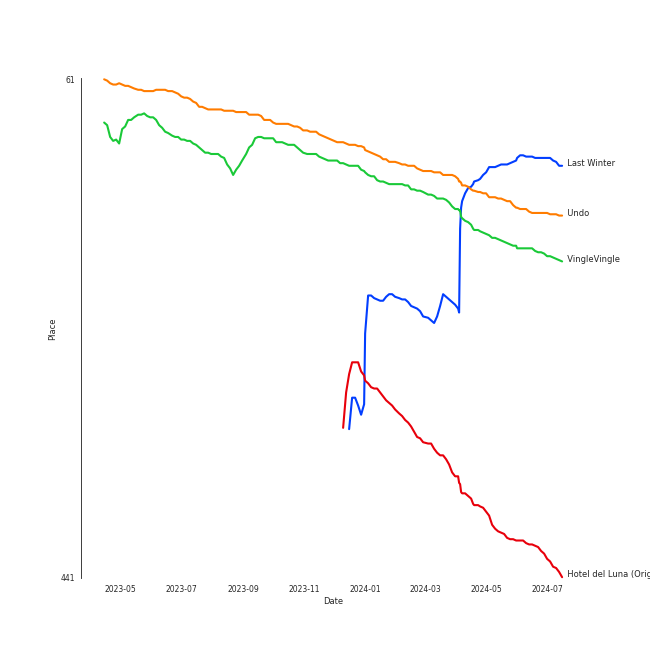 61
Last Winter
Undo
VingleVingle
Place
Hotel del Luna (Orig
441
2023-05 2023-07 2023-09 2023-11 2024-01 2024-03 2024-05 2024-07
Date